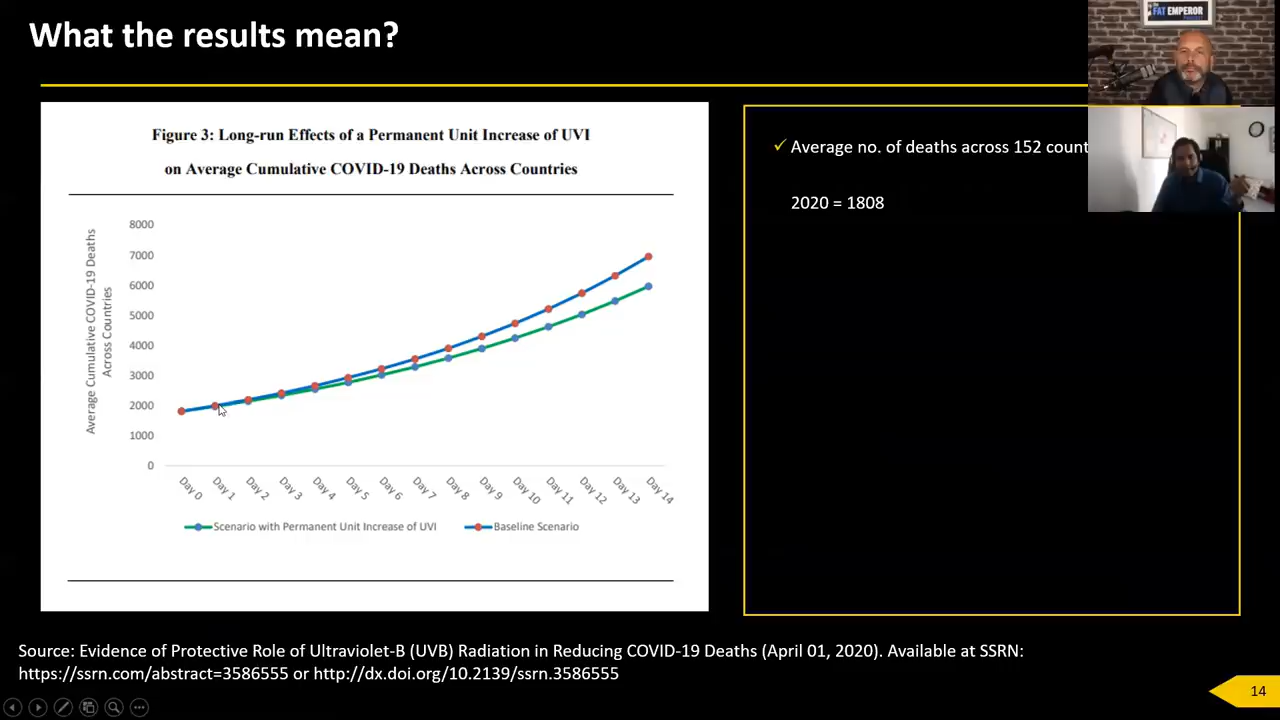 What the results mean?
FAT EMPEROR
PODCAST
Figure 3: Long-run Effects of a Permanent Unit Increase of UVI
on Average Cumulative COVID-19 Deaths Across Countries
Average Cumulative COVID-19 Deaths
Across Countries
8000
7000
6000
5000
4000
3000
2000
1000
0
Day 0
Day 1
Day 2
Day 3
Day 4
Day 5
Day 6
Day 7
Day 8
Day 9
Day 10
Day 11
Day 12
Day 13
Day 14
Scenario with Permanent Unit Increase of UVI
Baseline Scenario
Average no. of deaths across 152 count
2020 = 1808
Source: Evidence of Protective Role of Ultraviolet-B (UVB) Radiation in Reducing COVID-19 Deaths (April 01, 2020). Available at SSRN:
https://ssrn.com/abstract=3586555 or http://dx.doi.org/10.2139/ssrn.3586555
14